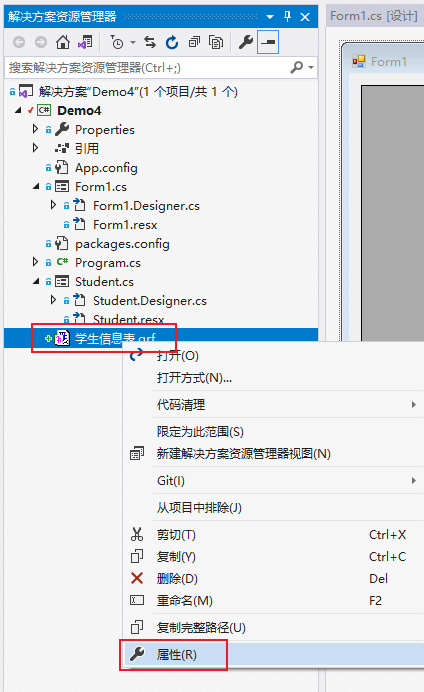 解决方案资源管理器
Form1.cs [设计]
搜索解决方案资源管理器(Ctrl+;)
Form1
解决方案"Demo4"(1 个项目/共 1 个)
C# Demo4
Properties
引用
App.config
Form1.cs
Form1.Designer.cs
Form1.resx
packages.config
C# Program.cs
Student.cs
Student.Designer.cs
Student.resx
学生信息表.grf
打开(O)
打开方式(N)...
代码清理
限定为此范围(S)
新建解决方案资源管理器视图(N)
Git(I)
从项目中排除(J)
剪切(T) Ctrl+X
复制(Y) Ctrl+C
删除(D) Del
重命名(M) F2
复制完整路径(U)
属性(R)